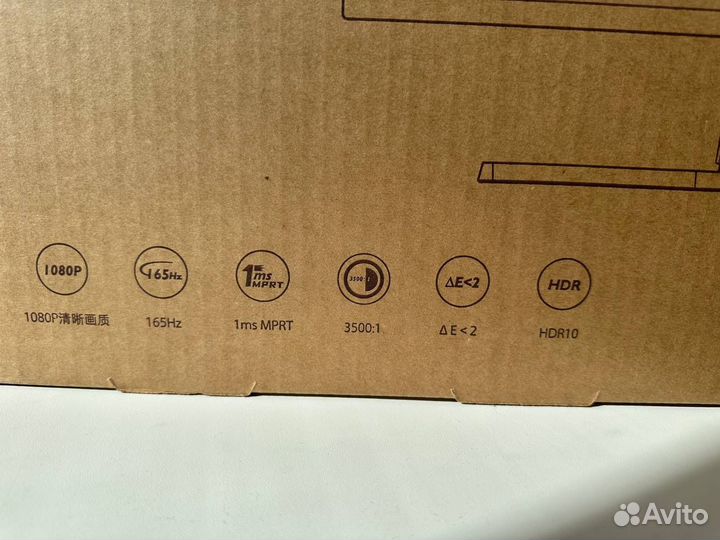 1080P
165Hz
1ms
MPRT
3500:1
ΔE<2
HDR
1080P清晰画质
165Hz
1ms MPRT
3500:1
Δ E < 2
HDR10
Avito